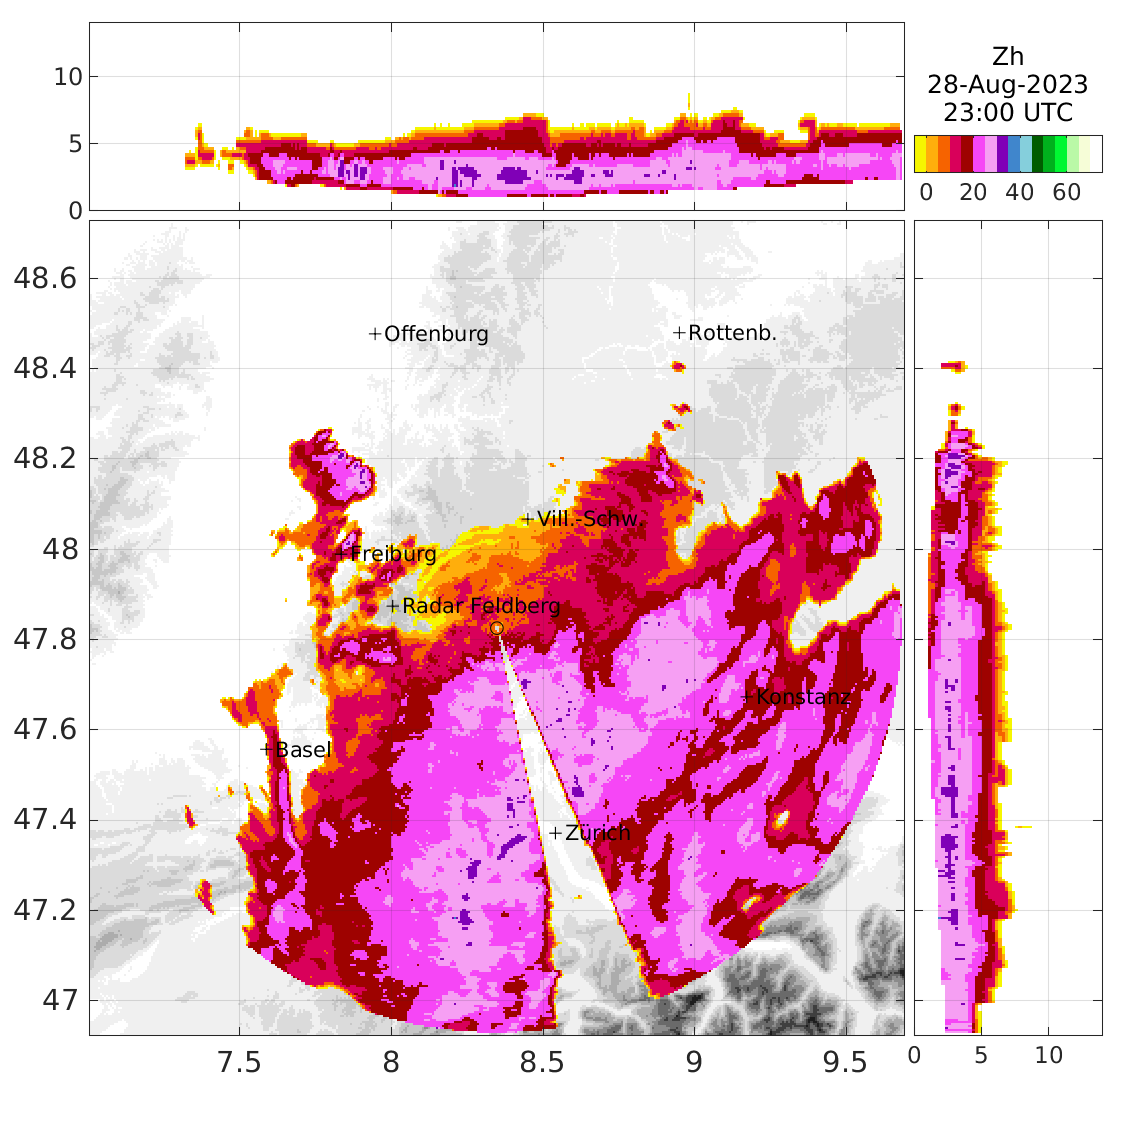 10
5
0
Zh
28-Aug-2023
23:00 UTC
0 20 40 60
48.6
48.4
48.2
48
47.8
47.6
47.4
47.2
47
+Offenburg
+Rottenb.
+Vill.-Schw.
+Freiburg
+Radar Feldberg
+Konstanz
+Basel
+Zürich
7.5 8 8.5 9 9.5
0 5 10